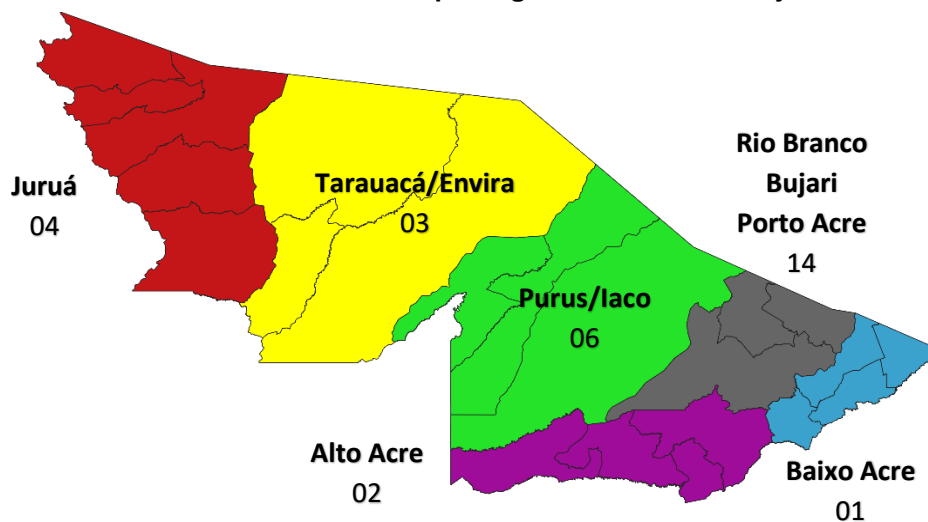 Juruá
04
Tarauacá/Envira
03
Rio Branco
Bujari
Porto Acre
14
Purus/Iaco
06
Alto Acre
02
Baixo Acre
01